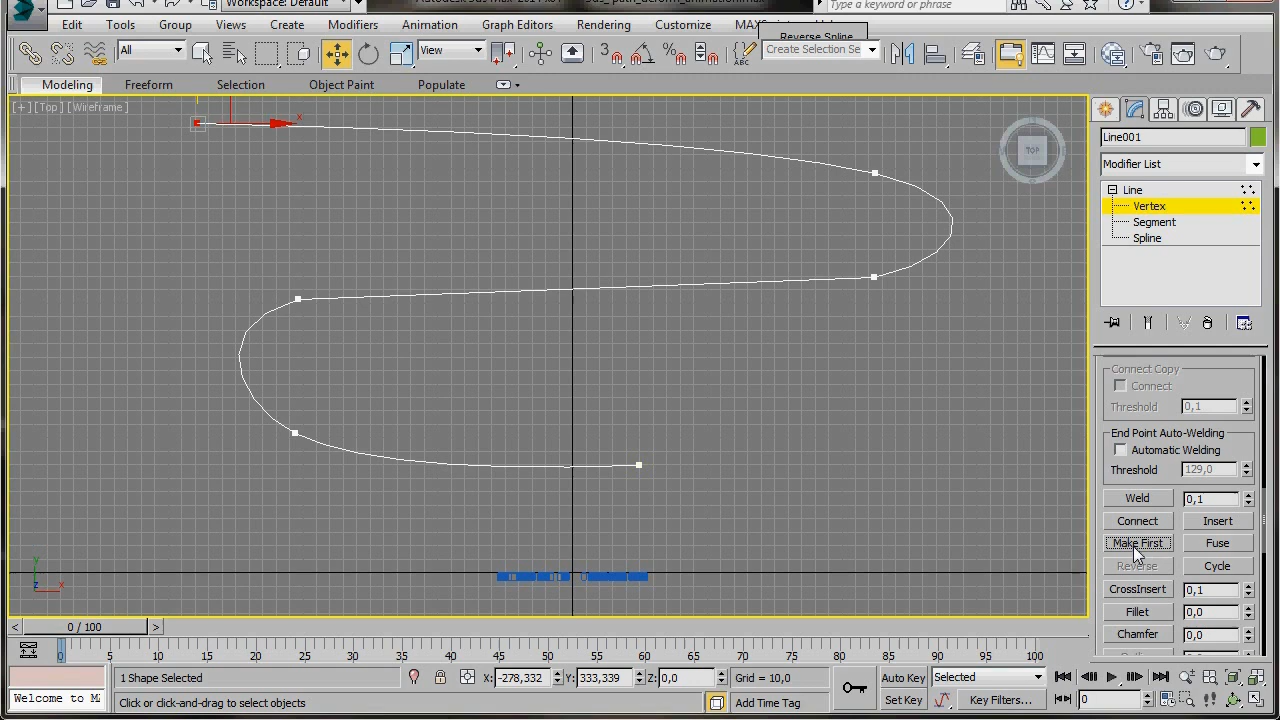 Workspace: Default
Type a keyword or phrase
Edit Tools Group Views Create Modifiers Animation Graph Editors Rendering Customize
Reverse Spline
All View Create Selection Se
Modeling Freeform Selection Object Paint Populate
[+] [Top] [Wireframe]
x
TOP
Line001
Modifier List
Line
Vertex
Segment
Spline
Connect Copy
Connect
Threshold 0,1
End Point Auto-Welding
Automatic Welding
Threshold 129,0
Weld 0,1
Connect Insert
Make First Fuse
Reverse Cycle
CrossInsert 0,1
Fillet 0,0
Chamfer 0,0
y
z x
< 0 / 100 >
0 5 10 15 20 25 30 35 40 45 50 55 60 65 70 75 80 85 90 95 100
1 Shape Selected X: -278,332 Y: 333,339 Z: 0,0 Grid = 10,0 Auto Key Selected
Welcome to M Click or click-and-drag to select objects Add Time Tag Set Key Key Filters... 0